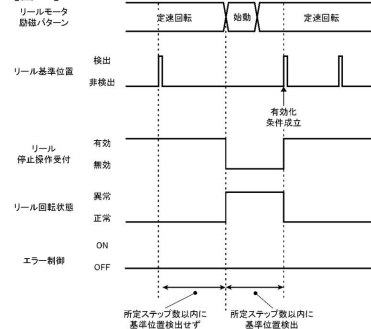 リールモータ
励磁パターン
定速回転
始動
定速回転
リール基準位置
検出
非検出
有効化
条件成立
リール
停止操作受付
有効
無効
リール回転状態
異常
正常
エラー制御
ON
OFF
所定ステップ数以内に
基準位置検出せず
所定ステップ数以内に
基準位置検出